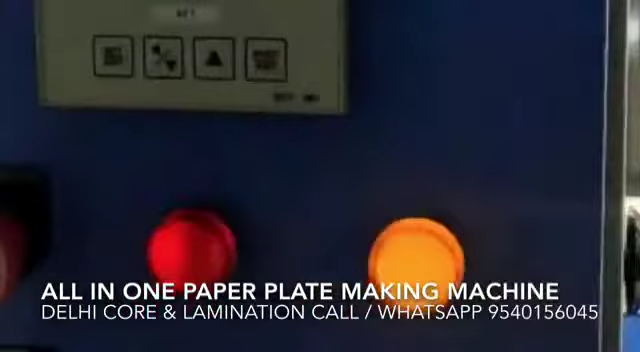 ALL IN ONE PAPER PLATE MAKING MACHINE
DELHI CORE & LAMINATION CALL / WHATSAPP 9540156045